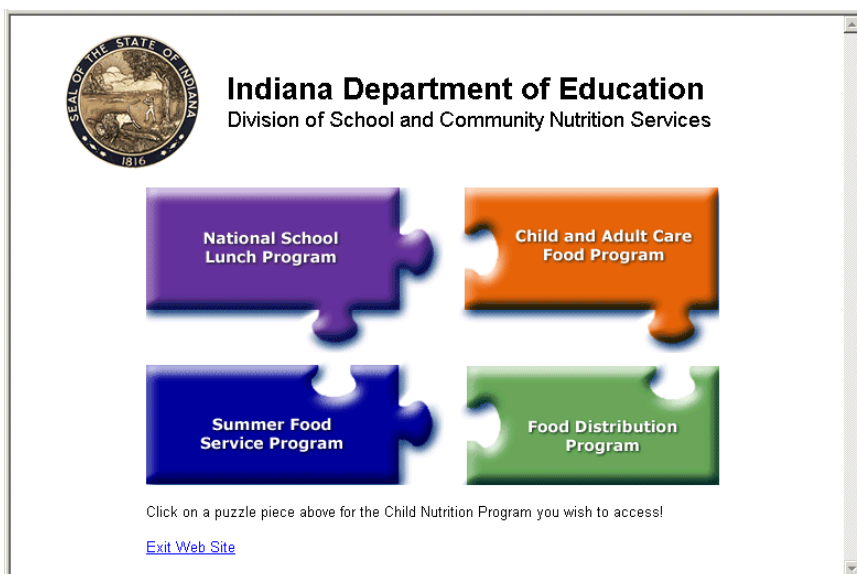 SEAL OF THE STATE OF INDIANA
1816
Indiana Department of Education
Division of School and Community Nutrition Services
National School
Lunch Program
Child and Adult Care
Food Program
Summer Food
Service Program
Food Distribution
Program
Click on a puzzle piece above for the Child Nutrition Program you wish to access!
Exit Web Site